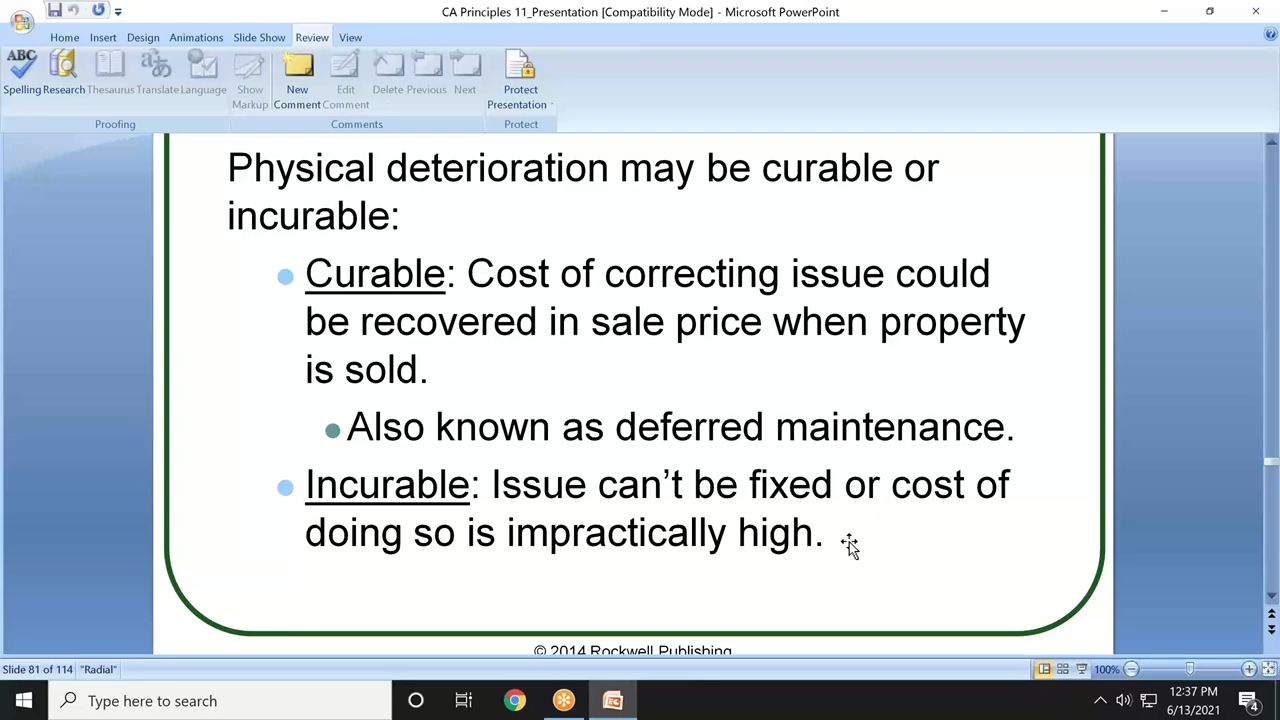 CA Principles 11_Presentation [Compatibility Mode] - Microsoft PowerPoint
Home Insert Design Animations Slide Show Review View
ABC
Spelling Research Thesaurus Translate Language Show Markup New Comment Edit Comment Delete Previous Next Protect Presentation
Proofing Comments Protect
Physical deterioration may be curable or
incurable:
Curable: Cost of correcting issue could
be recovered in sale price when property
is sold.
Also known as deferred maintenance.
Incurable: Issue can't be fixed or cost of
doing so is impractically high.
© 2014 Rockwell Publishing
Slide 81 of 114 "Radial" 100%
Type here to search
12:37 PM
6/13/2021
4